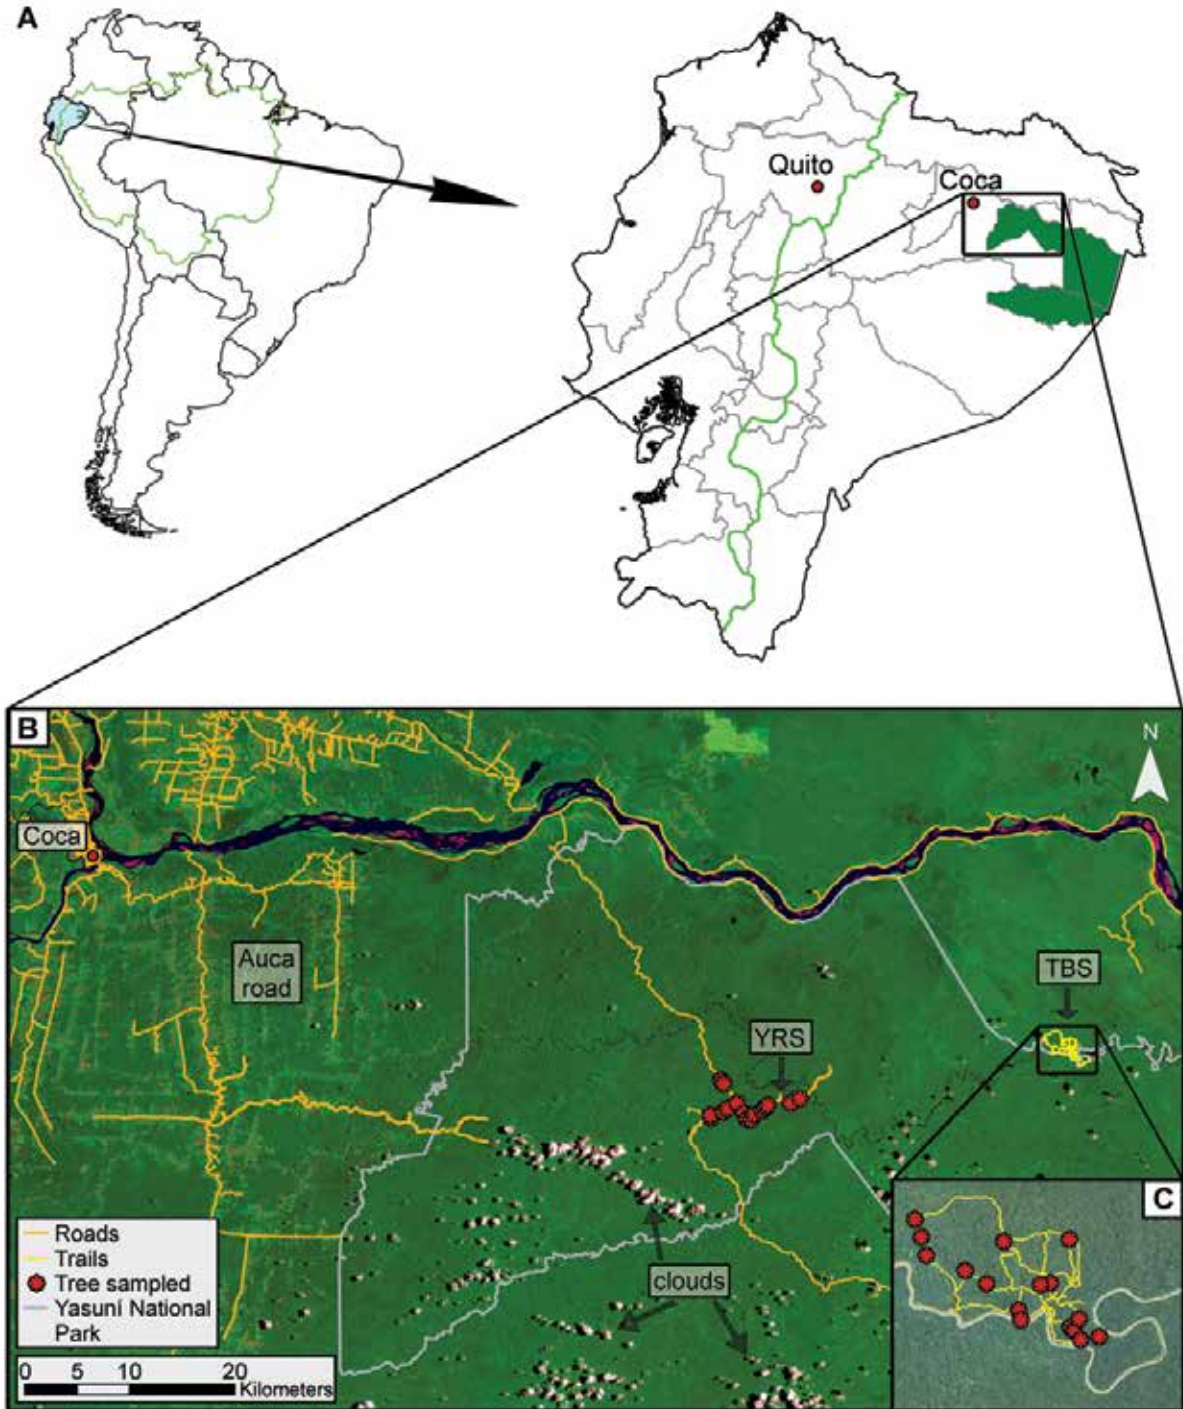 A
Quito
Coca
B
N
Coca
Auca
road
TBS
YRS
C
clouds
Roads
Trails
Tree sampled
Yasuní National
Park
0 5 10 20
Kilometers